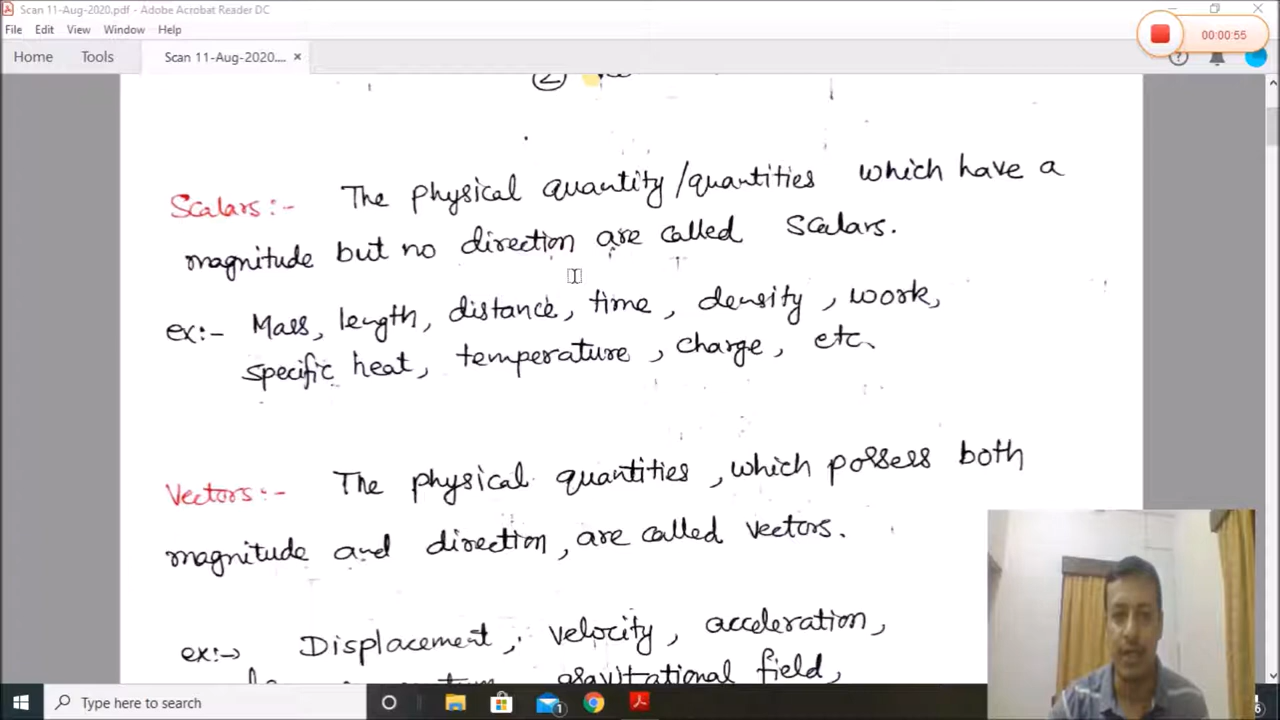 Scan 11-Aug-2020.pdf - Adobe Acrobat Reader DC
File Edit View Window Help
00:00:55
Home Tools Scan 11-Aug-2020.... ×
②
Scalars:- The physical quantity/quantities which have a
magnitude but no direction are called scalars.
ex:- Mass, length, distance, time, density, work,
specific heat, temperature, charge, etc.
Vectors:- The physical quantities, which possess both
magnitude and direction, are called vectors.
ex:→ Displacement, velocity, acceleration,
gravitational field,
Type here to search
1